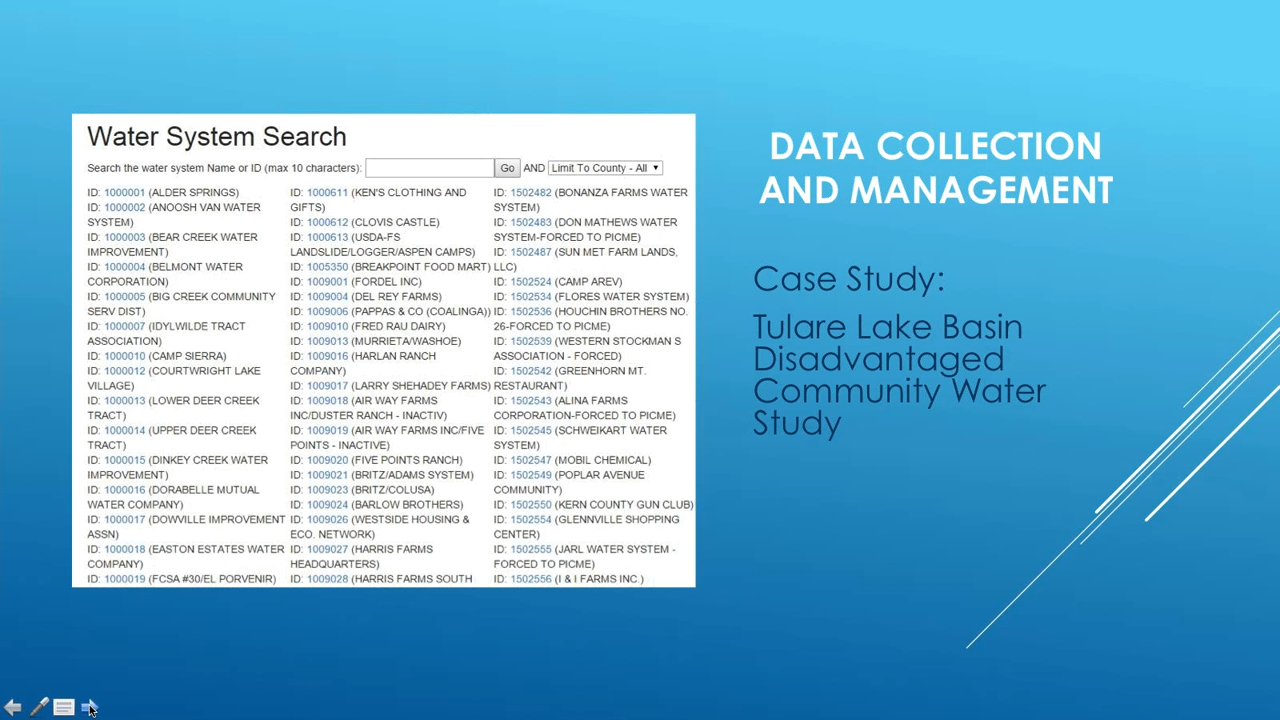 Water System Search
Search the water system Name or ID (max 10 characters): Go AND Limit To County - All
ID: 1000001 (ALDER SPRINGS)
ID: 1000002 (ANOOSH VAN WATER
SYSTEM)
ID: 1000003 (BEAR CREEK WATER
IMPROVEMENT)
ID: 1000004 (BELMONT WATER
CORPORATION)
ID: 1000005 (BIG CREEK COMMUNITY
SERV DIST)
ID: 1000007 (IDYLWILDE TRACT
ASSOCIATION)
ID: 1000010 (CAMP SIERRA)
ID: 1000012 (COURTWRIGHT LAKE
VILLAGE)
ID: 1000013 (LOWER DEER CREEK
TRACT)
ID: 1000014 (UPPER DEER CREEK
TRACT)
ID: 1000015 (DINKEY CREEK WATER
IMPROVEMENT)
ID: 1000016 (DORABELLE MUTUAL
WATER COMPANY)
ID: 1000017 (DOWVILLE IMPROVEMENT
ASSN)
ID: 1000018 (EASTON ESTATES WATER
COMPANY)
ID: 1000019 (FCSA #30/EL PORVENIR)
ID: 1000611 (KEN'S CLOTHING AND
GIFTS)
ID: 1000612 (CLOVIS CASTLE)
ID: 1000613 (USDA-FS
LANDSLIDE/LOGGER/ASPEN CAMPS)
ID: 1005350 (BREAKPOINT FOOD MART)
ID: 1009001 (FORDEL INC)
ID: 1009004 (DEL REY FARMS)
ID: 1009006 (PAPPAS & CO (COALINGA))
ID: 1009010 (FRED RAU DAIRY)
ID: 1009013 (MURRIETA/WASHOE)
ID: 1009016 (HARLAN RANCH
COMPANY)
ID: 1009017 (LARRY SHEHADEY FARMS)
ID: 1009018 (AIR WAY FARMS
INC/DUSTER RANCH - INACTIV)
ID: 1009019 (AIR WAY FARMS INC/FIVE
POINTS - INACTIVE)
ID: 1009020 (FIVE POINTS RANCH)
ID: 1009021 (BRITZ/ADAMS SYSTEM)
ID: 1009023 (BRITZ/COLUSA)
ID: 1009024 (BARLOW BROTHERS)
ID: 1009026 (WESTSIDE HOUSING &
ECO. NETWORK)
ID: 1009027 (HARRIS FARMS
HEADQUARTERS)
ID: 1009028 (HARRIS FARMS SOUTH
ID: 1502482 (BONANZA FARMS WATER
SYSTEM)
ID: 1502483 (DON MATHEWS WATER
SYSTEM-FORCED TO PICME)
ID: 1502487 (SUN MET FARM LANDS,
LLC)
ID: 1502524 (CAMP AREV)
ID: 1502534 (FLORES WATER SYSTEM)
ID: 1502536 (HOUCHIN BROTHERS NO.
26-FORCED TO PICME)
ID: 1502539 (WESTERN STOCKMAN S
ASSOCIATION - FORCED)
ID: 1502542 (GREENHORN MT.
RESTAURANT)
ID: 1502543 (ALINA FARMS
CORPORATION-FORCED TO PICME)
ID: 1502545 (SCHWEIKART WATER
SYSTEM)
ID: 1502547 (MOBIL CHEMICAL)
ID: 1502549 (POPLAR AVENUE
COMMUNITY)
ID: 1502550 (KERN COUNTY GUN CLUB)
ID: 1502554 (GLENNVILLE SHOPPING
CENTER)
ID: 1502555 (JARL WATER SYSTEM -
FORCED TO PICME)
ID: 1502556 (I & I FARMS INC.)
DATA COLLECTION
AND MANAGEMENT
Case Study:
Tulare Lake Basin
Disadvantaged
Community Water
Study